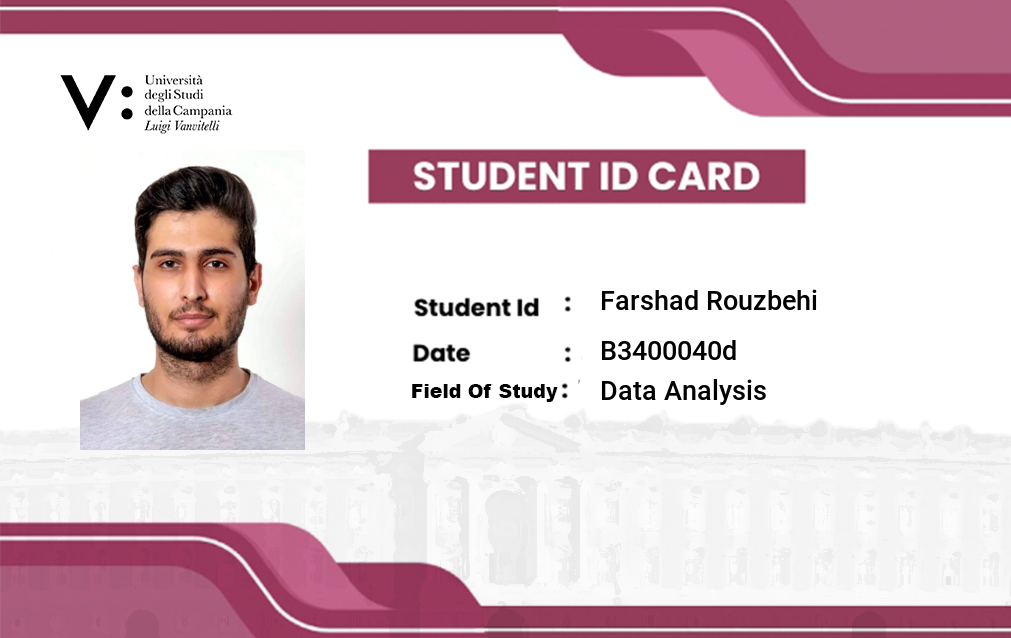 V:
Università
degli Studi
della Campania
Luigi Vanvitelli
STUDENT ID CARD
Student Id : Farshad Rouzbehi
Date : B3400040d
Field Of Study : Data Analysis